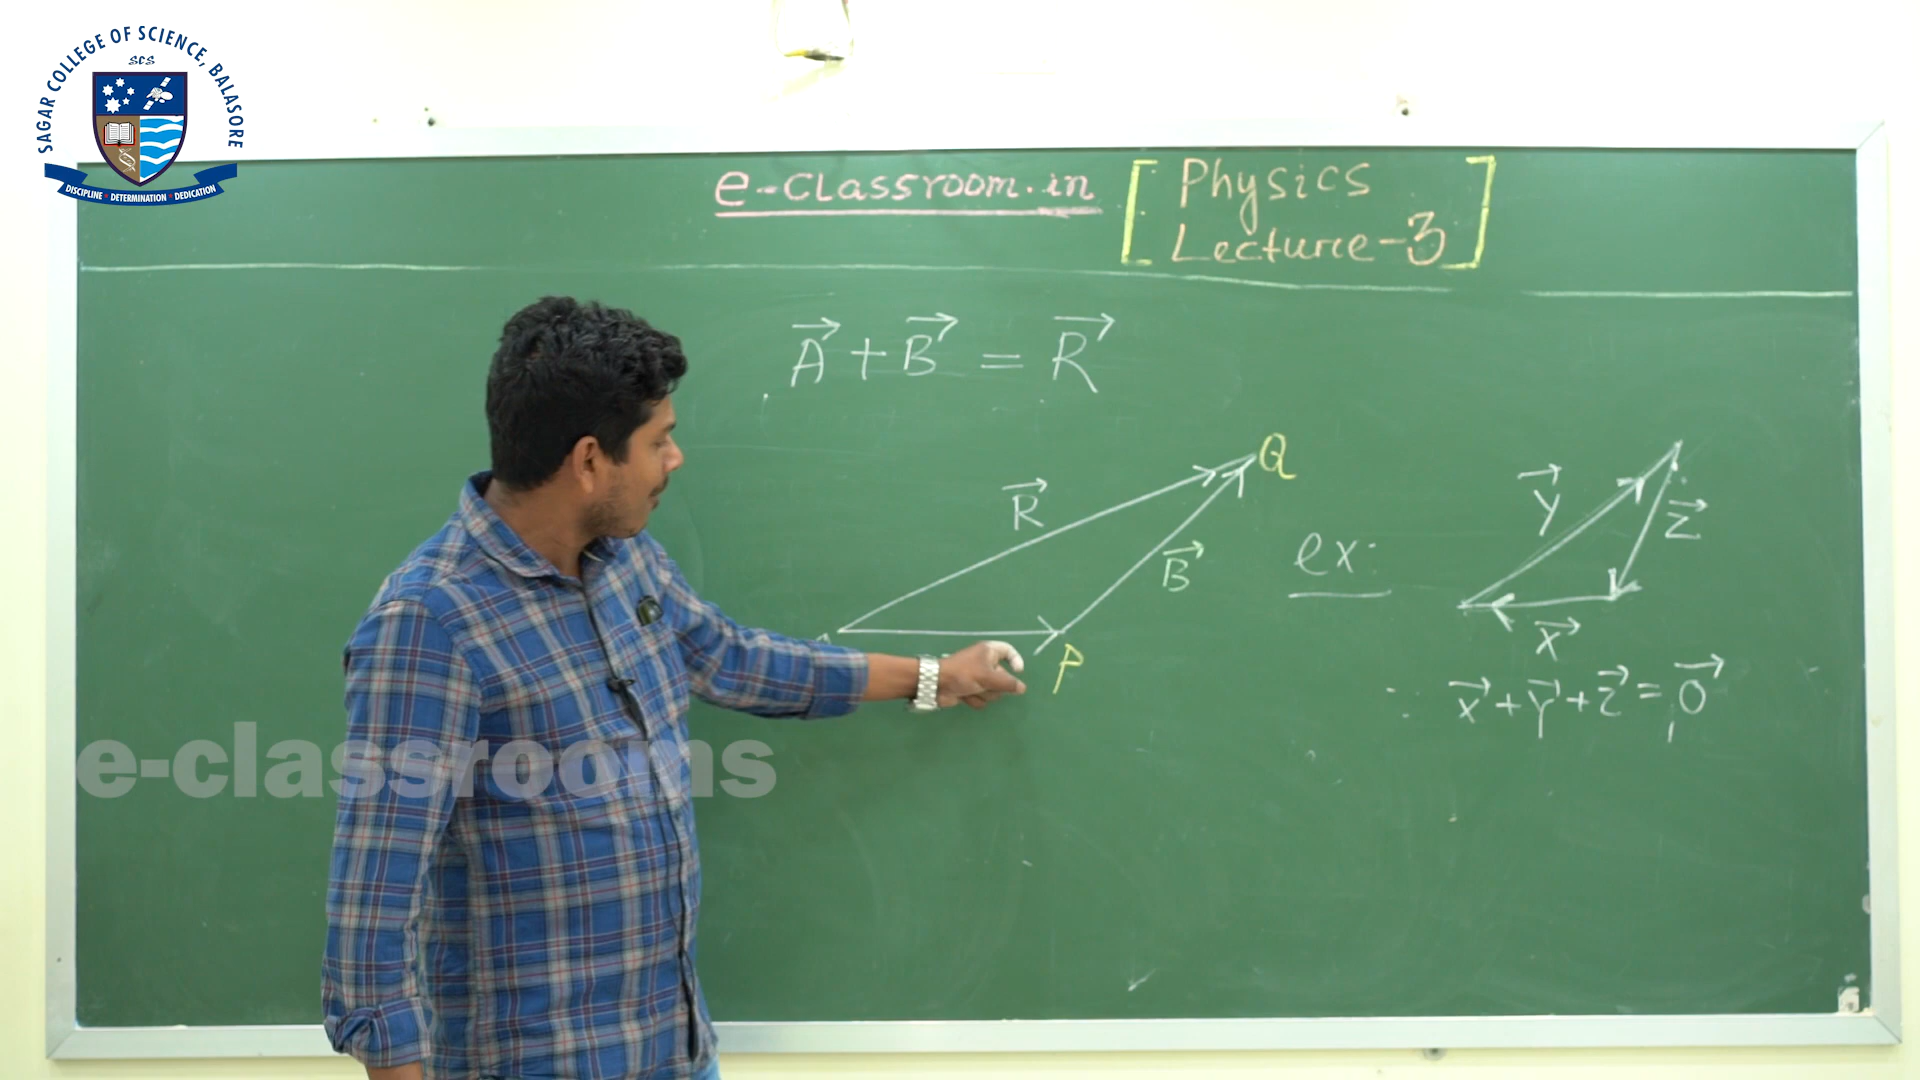 SAGAR COLLEGE OF SCIENCE, BALASORE
SCS
DISCIPLINE • DETERMINATION • DEDICATION
e-classroom.in
[Physics
Lecture-3]
A⃗ + B⃗ = R⃗
Q
R⃗
B⃗
P
ex:
y⃗
z⃗
x⃗
∴ x⃗ + y⃗ + z⃗ = 0⃗
e-classrooms